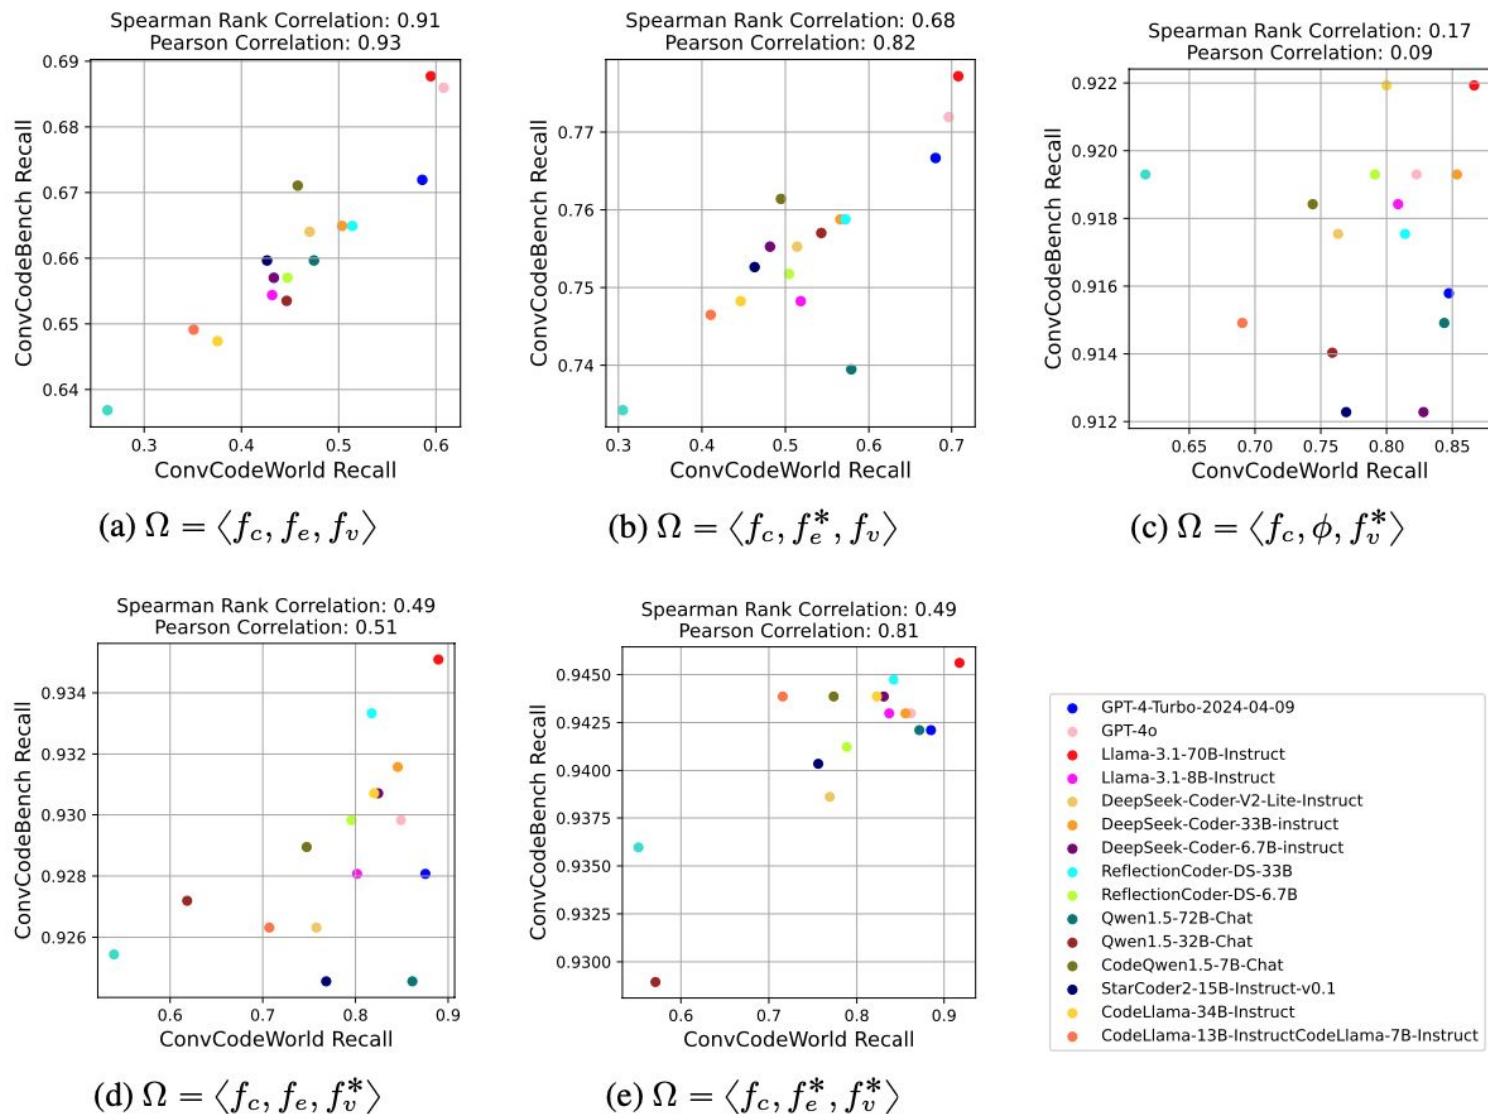 Spearman Rank Correlation: 0.91
Pearson Correlation: 0.93
0.69
0.68
0.67
0.66
0.65
0.64
ConvCodeBench Recall
0.3 0.4 0.5 0.6
ConvCodeWorld Recall
(a) Ω = ⟨f_c, f_e, f_v⟩
Spearman Rank Correlation: 0.68
Pearson Correlation: 0.82
0.77
0.76
0.75
0.74
ConvCodeBench Recall
0.3 0.4 0.5 0.6 0.7
ConvCodeWorld Recall
(b) Ω = ⟨f_c, f_e^*, f_v⟩
Spearman Rank Correlation: 0.17
Pearson Correlation: 0.09
0.922
0.920
0.918
0.916
0.914
0.912
ConvCodeBench Recall
0.65 0.70 0.75 0.80 0.85
ConvCodeWorld Recall
(c) Ω = ⟨f_c, ϕ, f_v^*⟩
Spearman Rank Correlation: 0.49
Pearson Correlation: 0.51
0.934
0.932
0.930
0.928
0.926
ConvCodeBench Recall
0.6 0.7 0.8 0.9
ConvCodeWorld Recall
(d) Ω = ⟨f_c, f_e, f_v^*⟩
Spearman Rank Correlation: 0.49
Pearson Correlation: 0.81
0.9450
0.9425
0.9400
0.9375
0.9350
0.9325
0.9300
ConvCodeBench Recall
0.6 0.7 0.8 0.9
ConvCodeWorld Recall
(e) Ω = ⟨f_c, f_e^*, f_v^*⟩
GPT-4-Turbo-2024-04-09
GPT-4o
Llama-3.1-70B-Instruct
Llama-3.1-8B-Instruct
DeepSeek-Coder-V2-Lite-Instruct
DeepSeek-Coder-33B-instruct
DeepSeek-Coder-6.7B-instruct
ReflectionCoder-DS-33B
ReflectionCoder-DS-6.7B
Qwen1.5-72B-Chat
Qwen1.5-32B-Chat
CodeQwen1.5-7B-Chat
StarCoder2-15B-Instruct-v0.1
CodeLlama-34B-Instruct
CodeLlama-13B-InstructCodeLlama-7B-Instruct